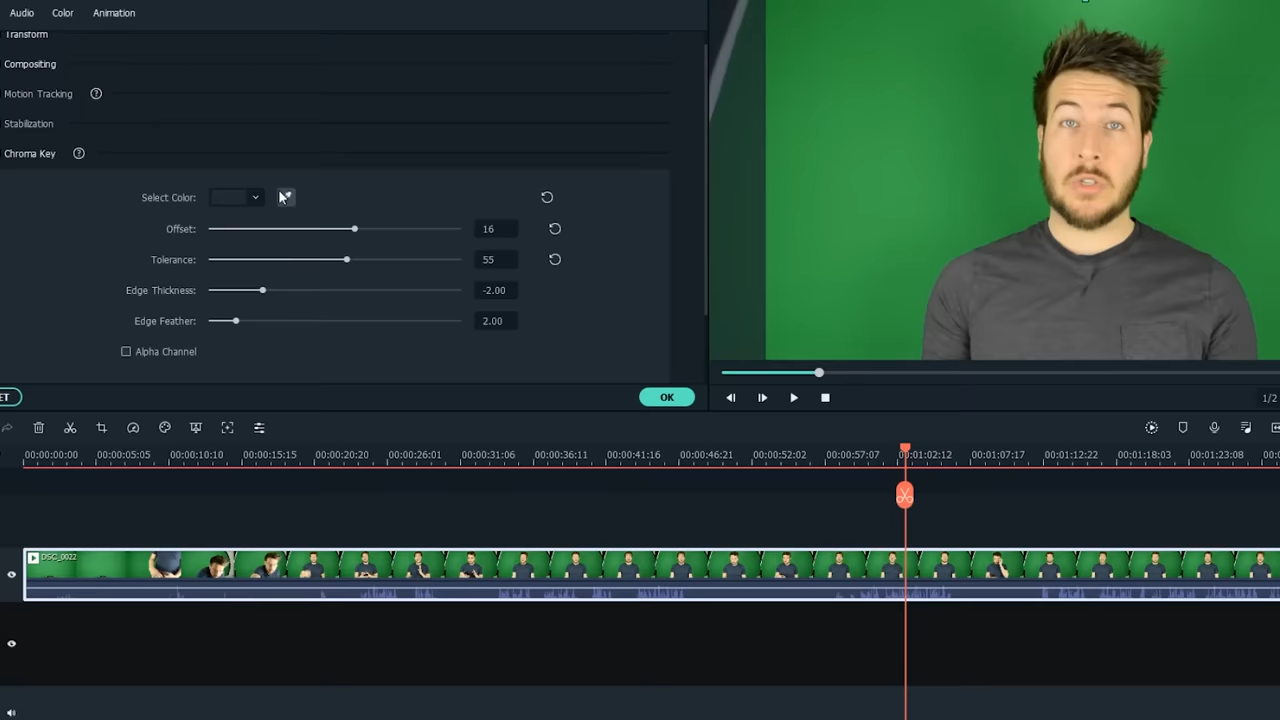 Audio Color Animation
Transform
Compositing
Motion Tracking ?
Stabilization
Chroma Key ?
Select Color:
Offset: 16
Tolerance: 55
Edge Thickness: -2.00
Edge Feather: 2.00
Alpha Channel
ET OK
1/2
00:00:00:00 00:00:05:05 00:00:10:10 00:00:15:15 00:00:20:20 00:00:26:01 00:00:31:06 00:00:36:11 00:00:41:16 00:00:46:21 00:00:52:02 00:00:57:07 00:01:02:12 00:01:07:17 00:01:12:22 00:01:18:03 00:01:23:08 00:0
DSC_0022